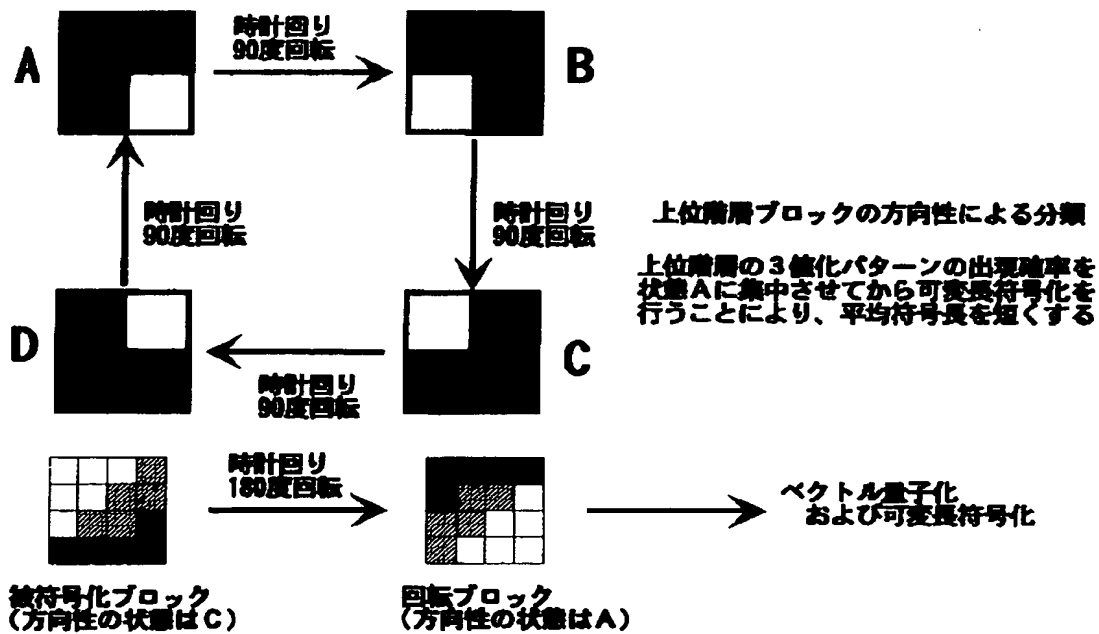 A
時計回り
90度回転
B
時計回り
90度回転
時計回り
90度回転
上位階層ブロックの方向性による分類
上位階層の3値化パターンの出現確率を
状態Aに集中させてから可変長符号化を
行うことにより、平均符号長を短くする
D
時計回り
90度回転
C
時計回り
180度回転
ベクトル量子化
および可変長符号化
被符号化ブロック
(方向性の状態はC)
回転ブロック
(方向性の状態はA)